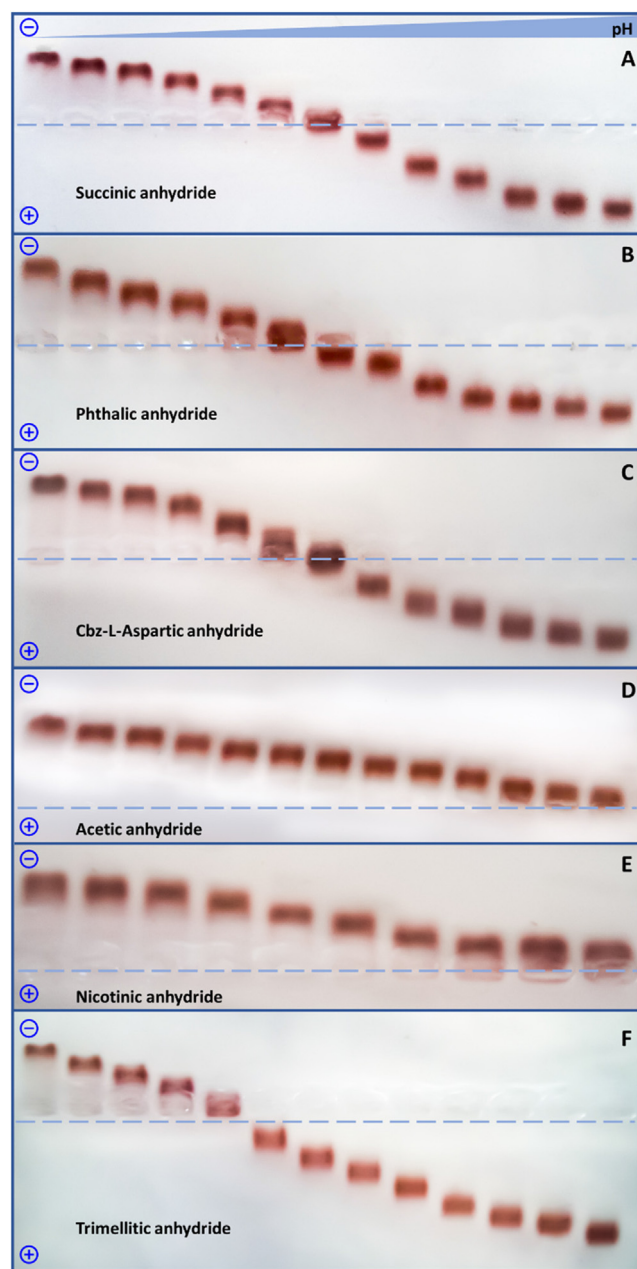 ⊖ pH
A
Succinic anhydride
⊕
⊖
B
Phthalic anhydride
⊕
⊖
C
Cbz-L-Aspartic anhydride
⊕
⊖
D
Acetic anhydride
⊕
⊖
E
Nicotinic anhydride
⊕
⊖
F
Trimellitic anhydride
⊕